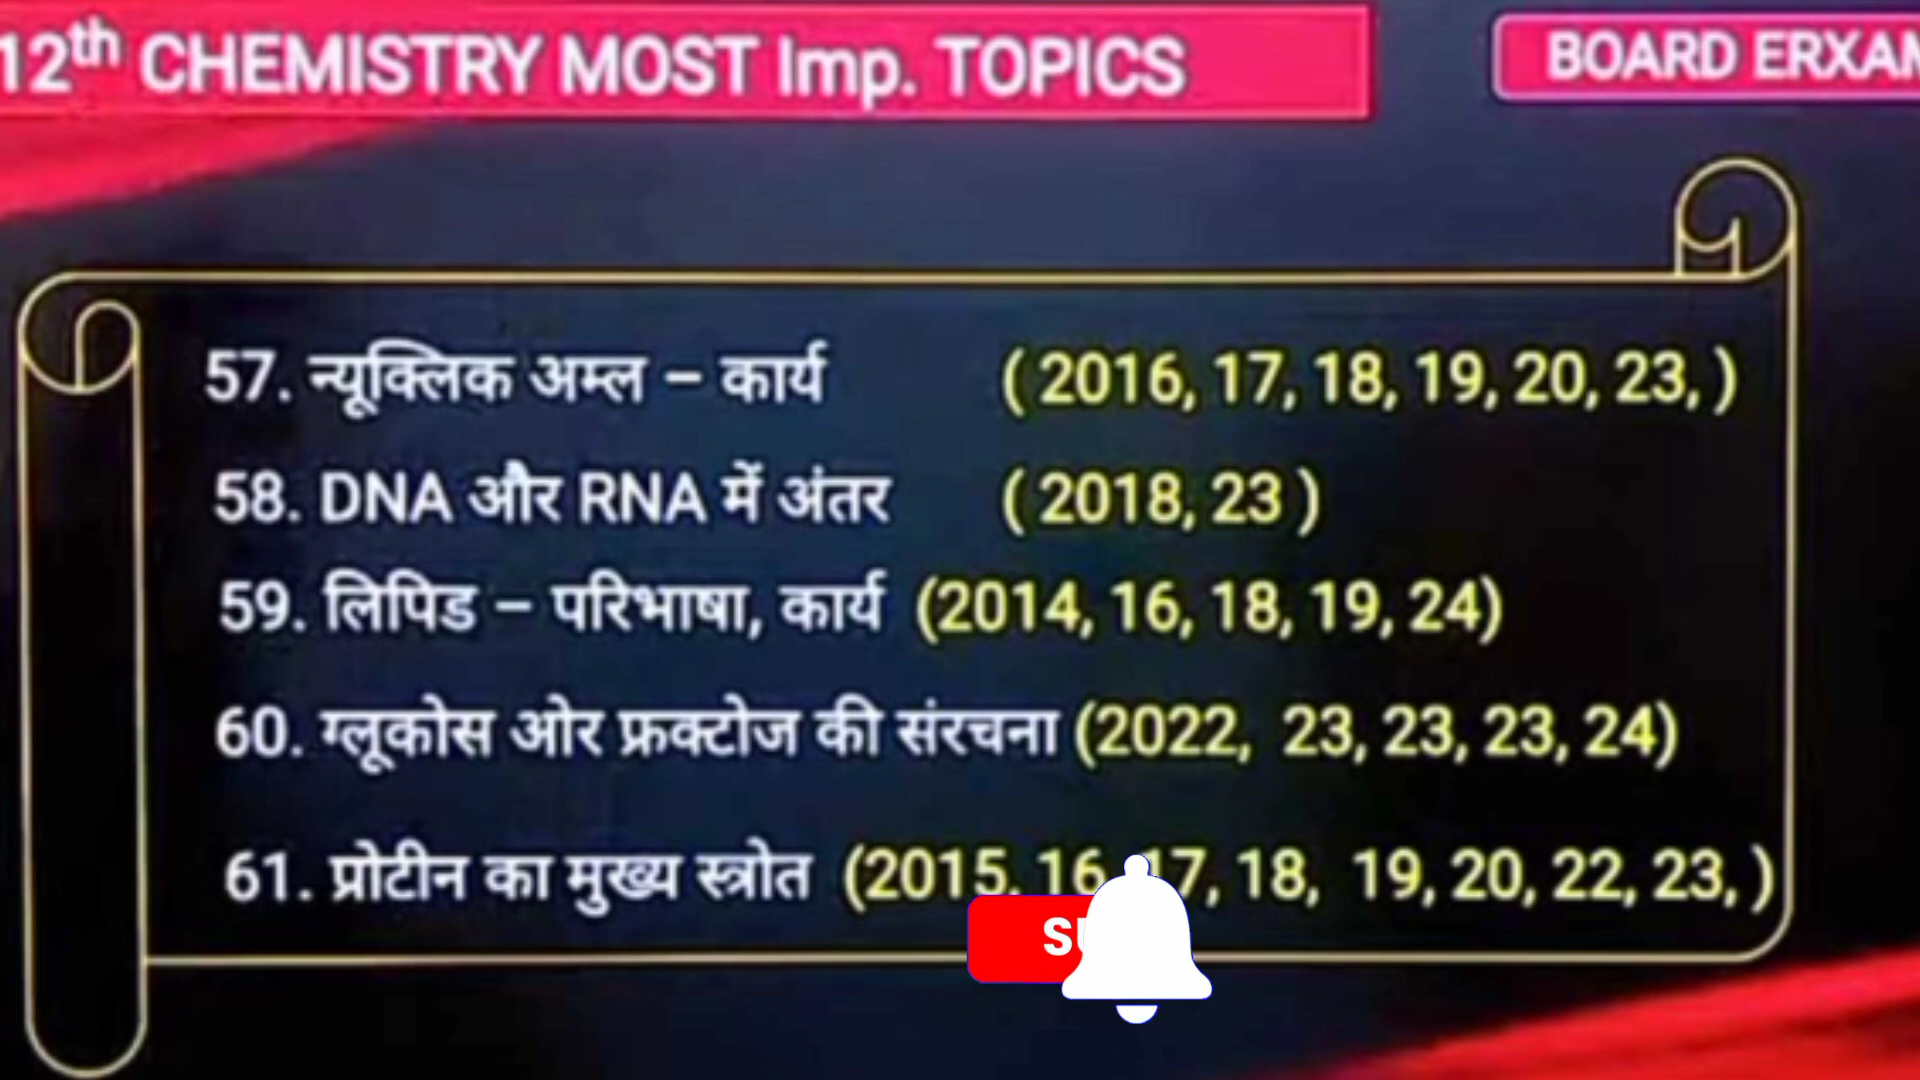 12th CHEMISTRY MOST Imp. TOPICS
BOARD ERXAM
57. न्यूक्लिक अम्ल – कार्य ( 2016, 17, 18, 19, 20, 23, )
58. DNA और RNA में अंतर ( 2018, 23 )
59. लिपिड – परिभाषा, कार्य (2014, 16, 18, 19, 24)
60. ग्लूकोस ओर फ्रक्टोज की संरचना (2022, 23, 23, 23, 24)
61. प्रोटीन का मुख्य स्त्रोत (2015, 16, 17, 18, 19, 20, 22, 23, )